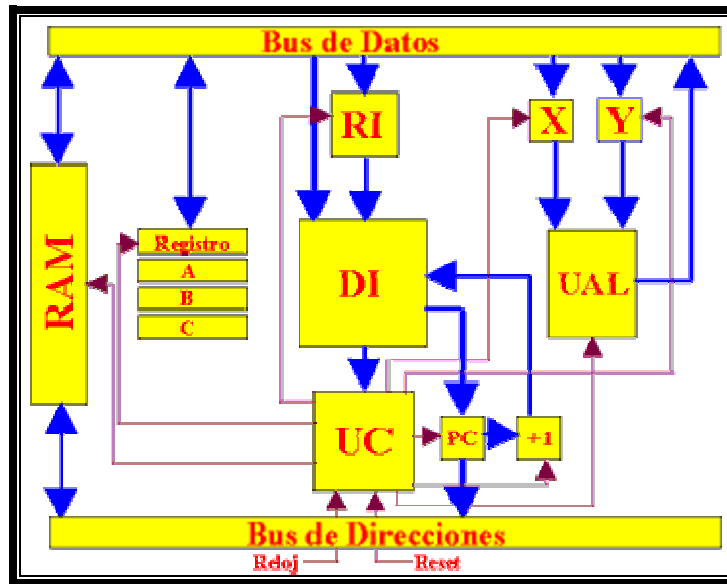 Bus de Datos
RI
X
Y
RAM
Registro
A
B
C
DI
UAL
UC
PC
+1
Bus de Direcciones
Reloj
Reset